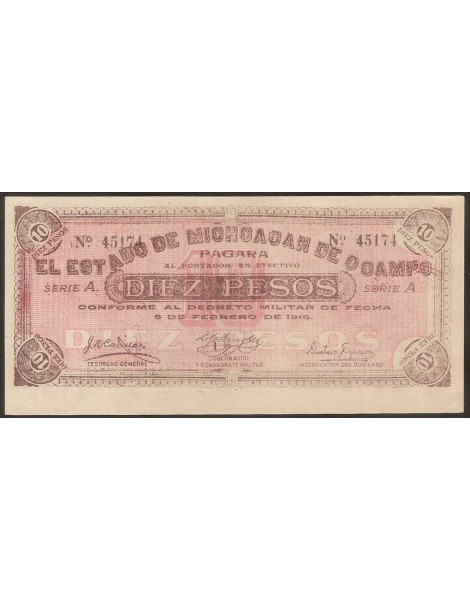 10 DIEZ PESOS 10 DIEZ PESOS
Nº 45174 Nº 45174
EL ESTADO DE MICHOACAN DE OCAMPO
PAGARA
AL PORTADOR EN EFECTIVO
SERIE A. DIEZ PESOS SERIE A
CONFORME AL DECRETO MILITAR DE FECHA
5 DE FEBRERO DE 1915.
DIEZ PESOS
TESORERO GENERAL GOBERNADOR INTERVENTOR DEL GOBIERNO
Y COMANDANTE MILITAR
10 DIEZ PESOS 10 DIEZ PESOS